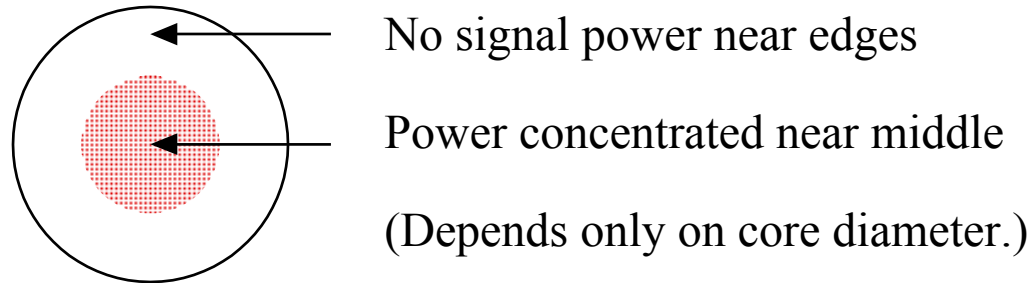 No signal power near edges
Power concentrated near middle
(Depends only on core diameter.)